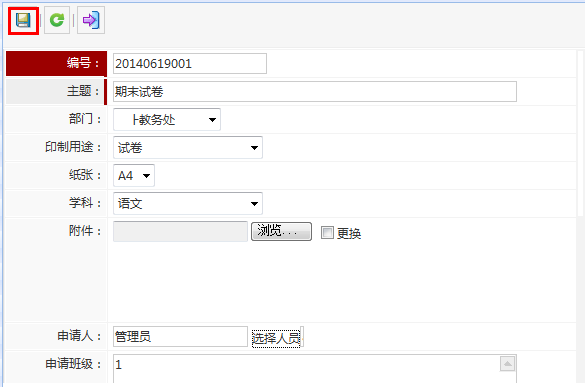 编号： 20140619001
主题： 期末试卷
部门： ├教务处
印制用途： 试卷
纸张： A4
学科： 语文
附件： 浏览... 更换
申请人： 管理员 选择人员
申请班级： 1